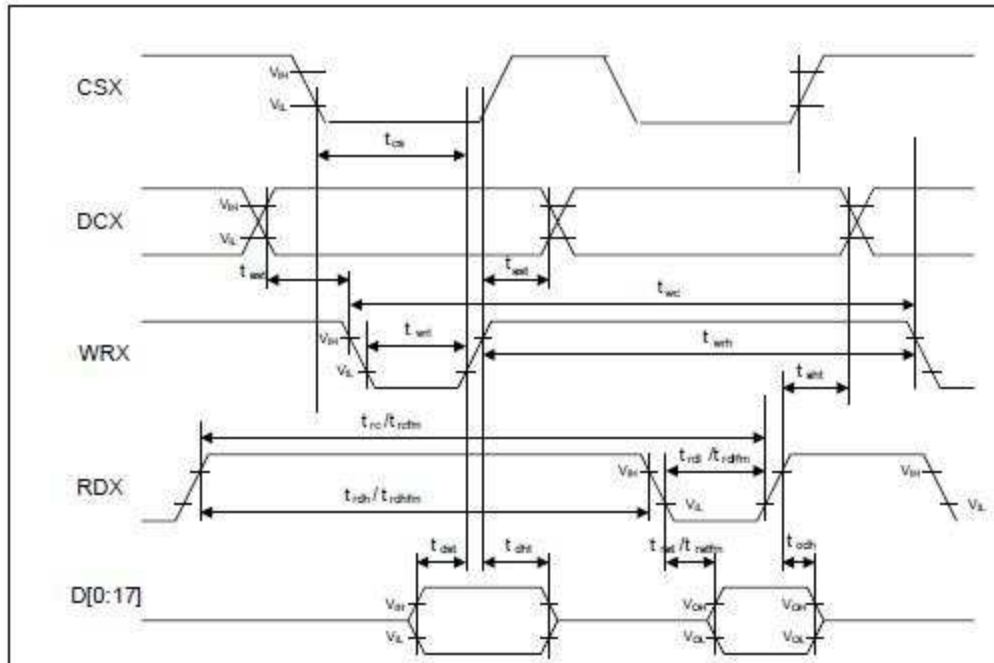 CSX
VIH
VIL
tcs
DCX
VIH
VIL
tast
tast
twc
WRX
VIH
VIL
twrl
twrh
taht
trc/trcfm
RDX
VIH
VIL
trdl/trdlfm
VIH
VIL
trdh/trdhfm
tdst
tdht
trat/tratfm
todh
D[0:17]
VIH
VIL
VOH
VOL
VOH
VOL